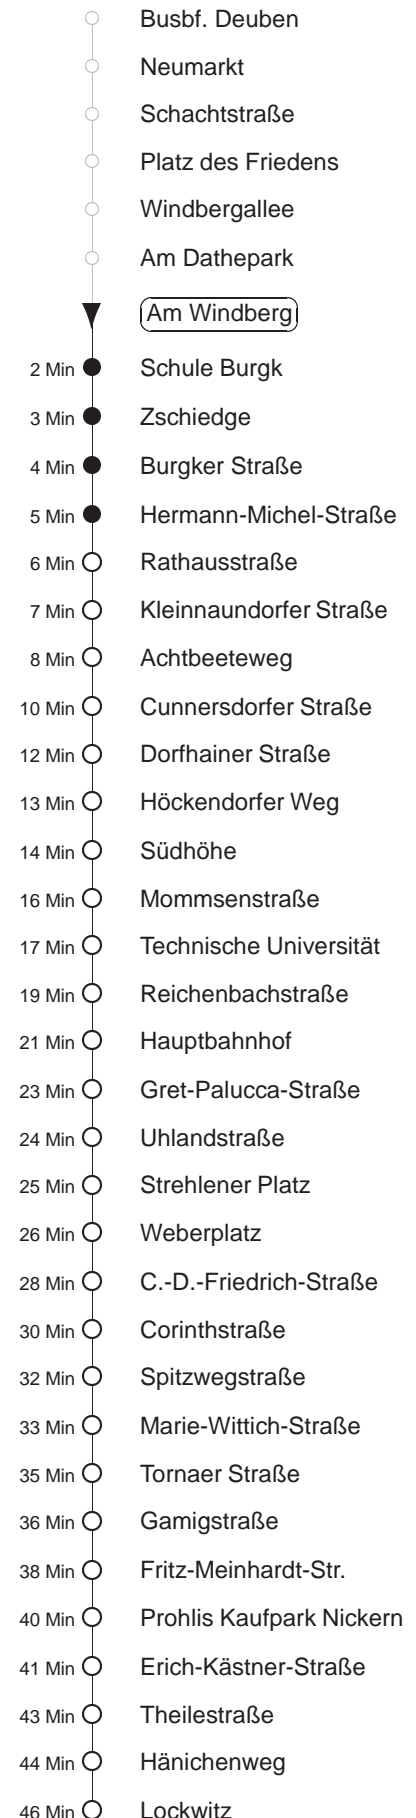 Busbf. Deuben
Neumarkt
Schachtstraße
Platz des Friedens
Windbergallee
Am Dathepark
Am Windberg
2 Min Schule Burgk
3 Min Zschiedge
4 Min Burgker Straße
5 Min Hermann-Michel-Straße
6 Min Rathausstraße
7 Min Kleinnaundorfer Straße
8 Min Achtbeeteweg
10 Min Cunnersdorfer Straße
12 Min Dorfhainer Straße
13 Min Höckendorfer Weg
14 Min Südhöhe
16 Min Mommsenstraße
17 Min Technische Universität
19 Min Reichenbachstraße
21 Min Hauptbahnhof
23 Min Gret-Palucca-Straße
24 Min Uhlandstraße
25 Min Strehlener Platz
26 Min Weberplatz
28 Min C.-D.-Friedrich-Straße
30 Min Corinthstraße
32 Min Spitzwegstraße
33 Min Marie-Wittich-Straße
35 Min Tornaer Straße
36 Min Gamigstraße
38 Min Fritz-Meinhardt-Str.
40 Min Prohlis Kaufpark Nickern
41 Min Erich-Kästner-Straße
43 Min Theilestraße
44 Min Hänichenweg
46 Min Lockwitz